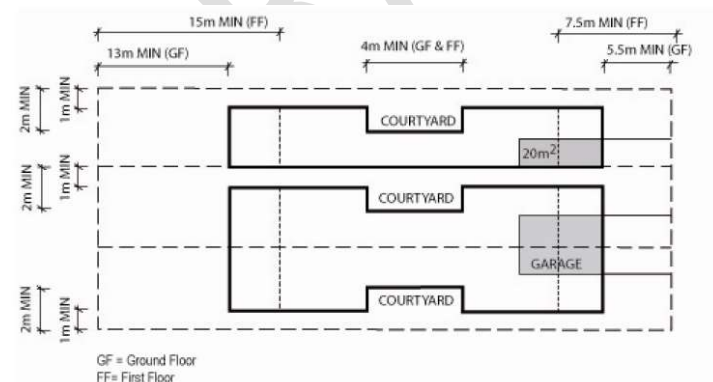 15m MIN (FF)
7.5m MIN (FF)
13m MIN (GF)
4m MIN (GF & FF)
5.5m MIN (GF)
2m MIN
1m MIN
COURTYARD
20m²
2m MIN
1m MIN
COURTYARD
GARAGE
2m MIN
1m MIN
COURTYARD
GF = Ground Floor
FF= First Floor